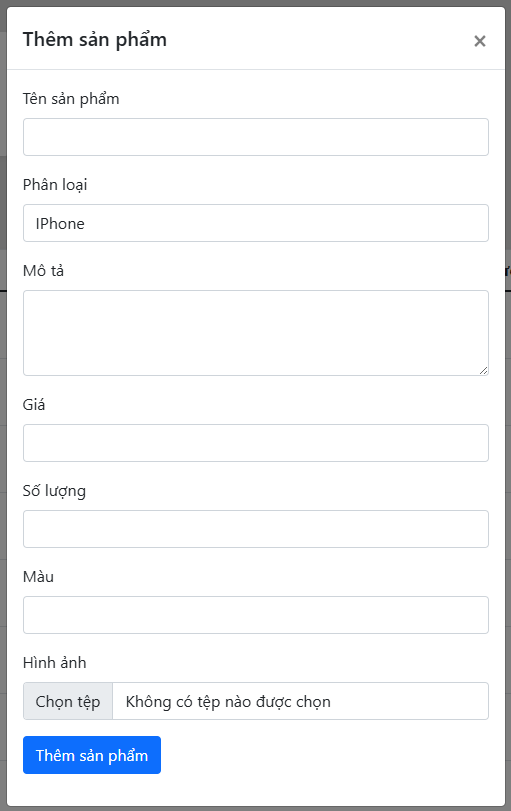 Thêm sản phẩm
×
Tên sản phẩm
Phân loại
IPhone
Mô tả
Giá
Số lượng
Màu
Hình ảnh
Chọn tệp Không có tệp nào được chọn
Thêm sản phẩm